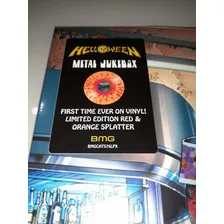 HELLOWEEN
METAL JUKEBOX
FIRST TIME EVER ON VINYL!
LIMITED EDITION RED &
ORANGE SPLATTER
BMG